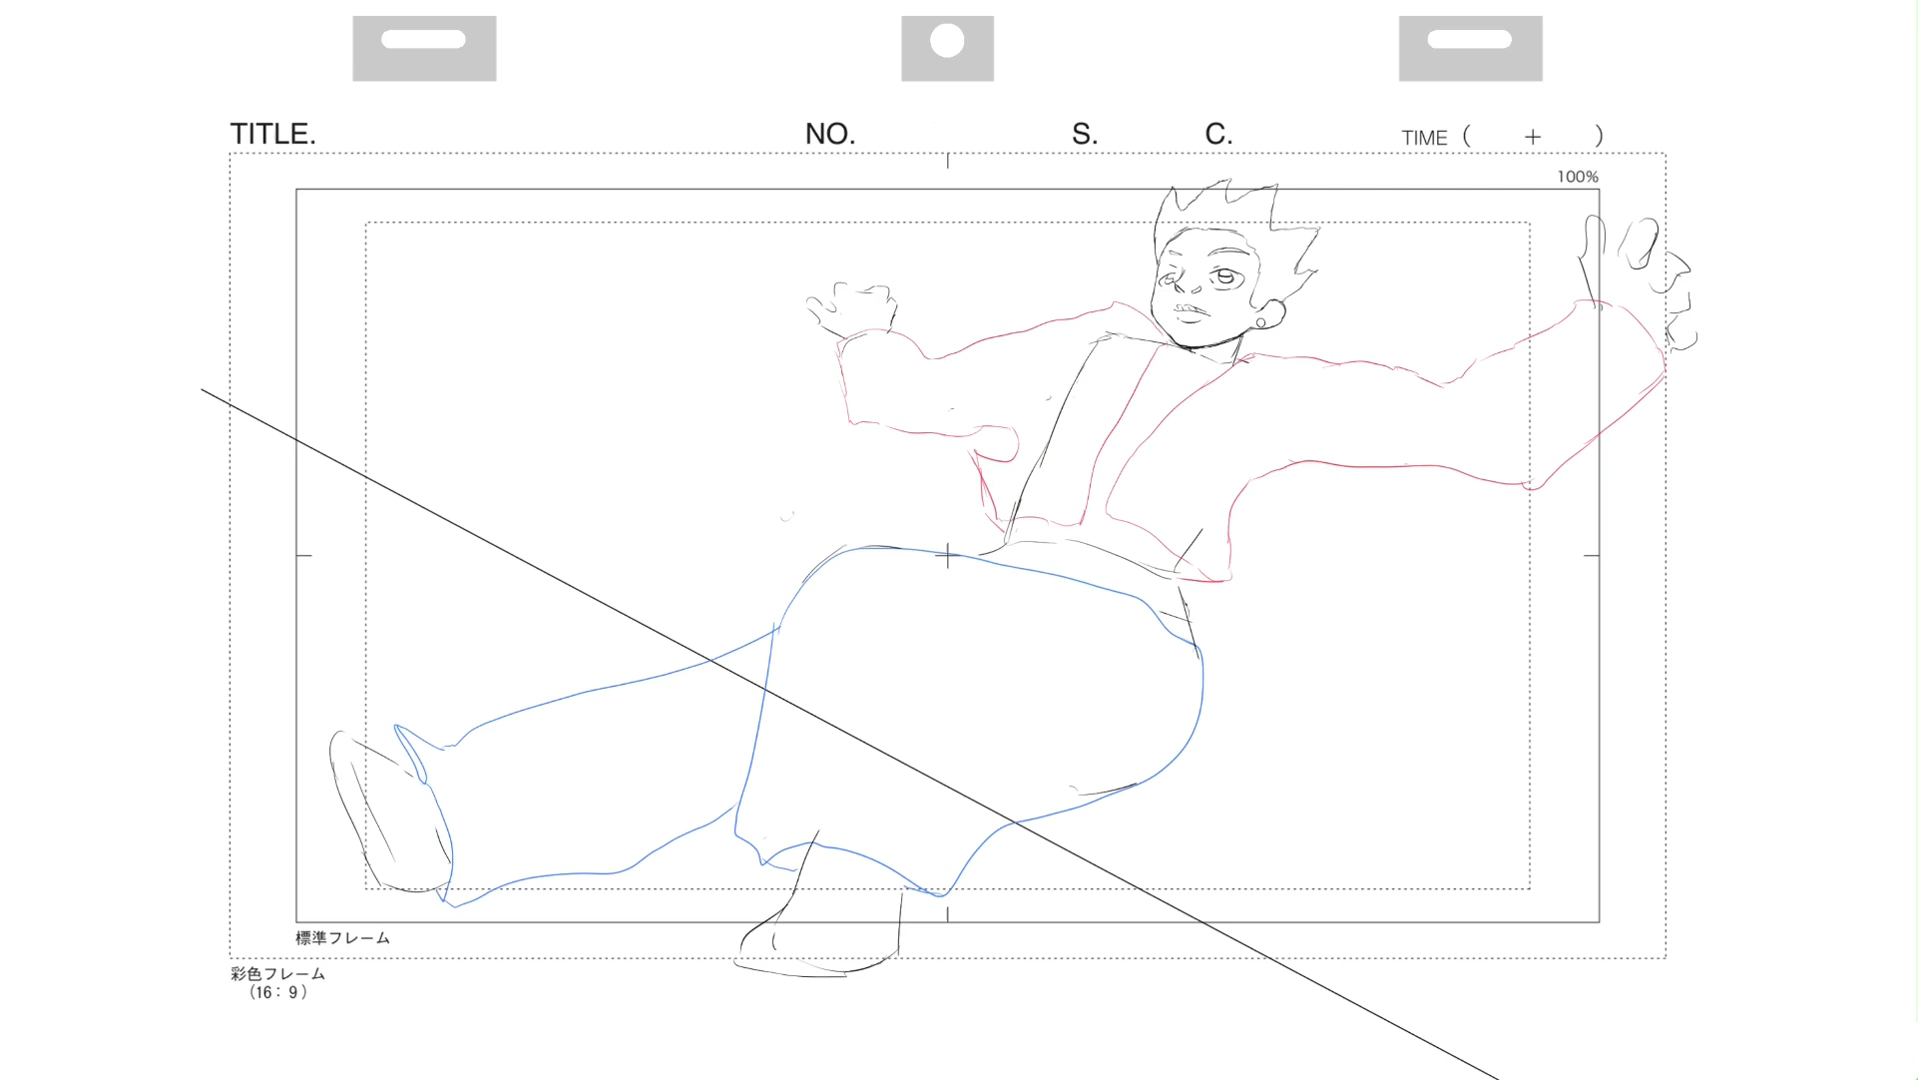 TITLE.
NO.
S.
C.
TIME ( + )
100%
標準フレーム
彩色フレーム
(16：9)